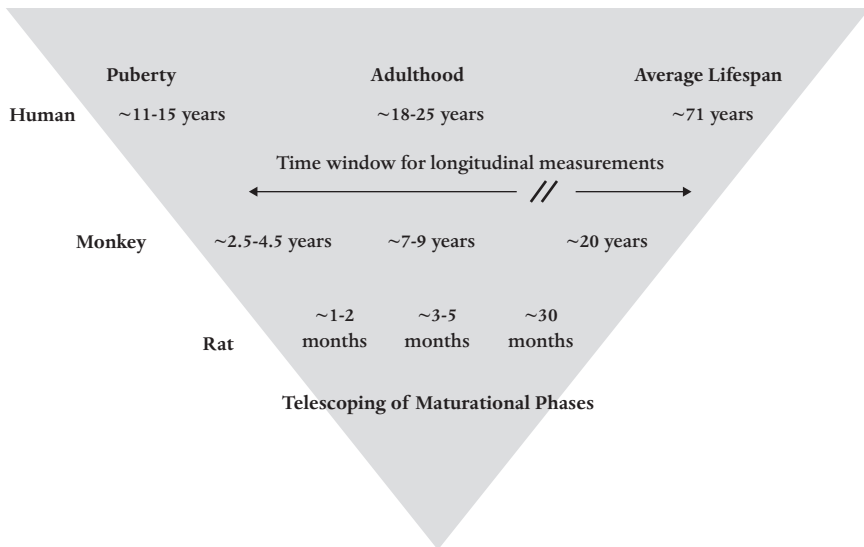 Puberty Adulthood Average Lifespan
Human ~11-15 years ~18-25 years ~71 years
Time window for longitudinal measurements
Monkey ~2.5-4.5 years ~7-9 years ~20 years
~1-2 ~3-5 ~30
months months months
Rat
Telescoping of Maturational Phases